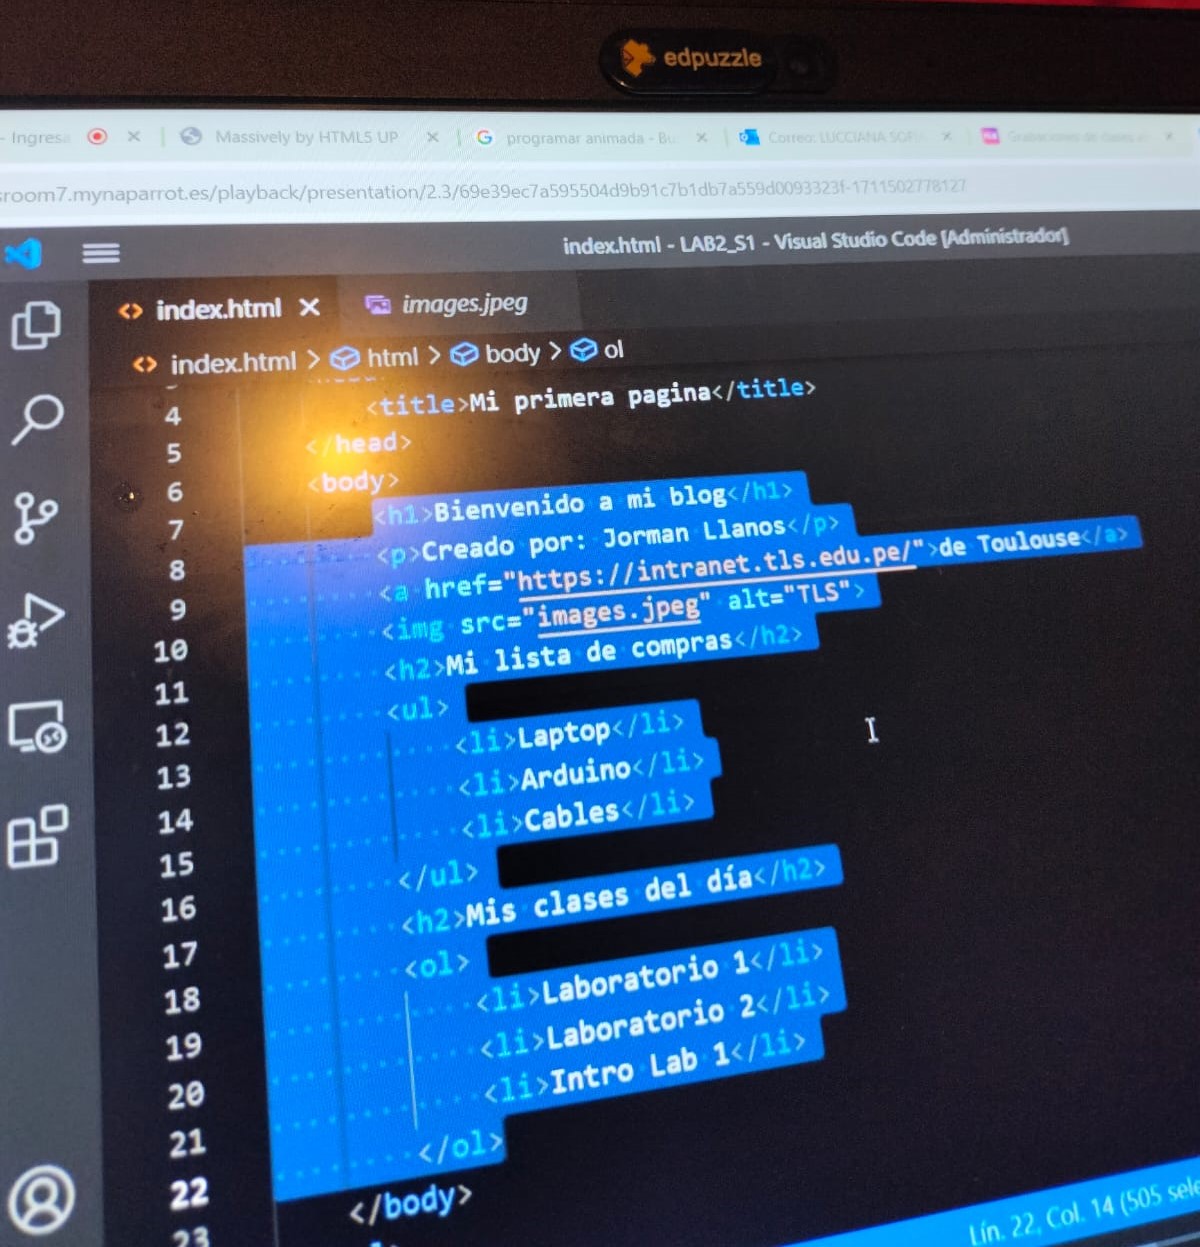 edpuzzle
- Ingresa
Massively by HTML5 UP
programar animada - Bu
Correo: LUCCIANA SOFI
Grabaciones de clases
sroom7.mynaparrot.es/playback/presentation/2.3/69e39ec7a595504d9b91c7b1db7a559d0093323f-1711502778127
index.html - LAB2_S1 - Visual Studio Code [Administrador]
index.html images.jpeg
index.html > html > body > ol
4 <title>Mi primera pagina</title>
5 </head>
6 <body>
7 <h1>Bienvenido a mi blog</h1>
8 <p>Creado por: Jorman Llanos</p>
9 <a href="https://intranet.tls.edu.pe/">de Toulouse</a>
10 <img src="images.jpeg" alt="TLS">
11 <h2>Mi lista de compras</h2>
12 <ul>
13 <li>Laptop</li>
14 <li>Arduino</li>
15 <li>Cables</li>
16 </ul>
17 <h2>Mis clases del día</h2>
18 <ol>
19 <li>Laboratorio 1</li>
20 <li>Laboratorio 2</li>
21 <li>Intro Lab 1</li>
22 </ol>
23 </body>
Lín. 22, Col. 14 (505 sele